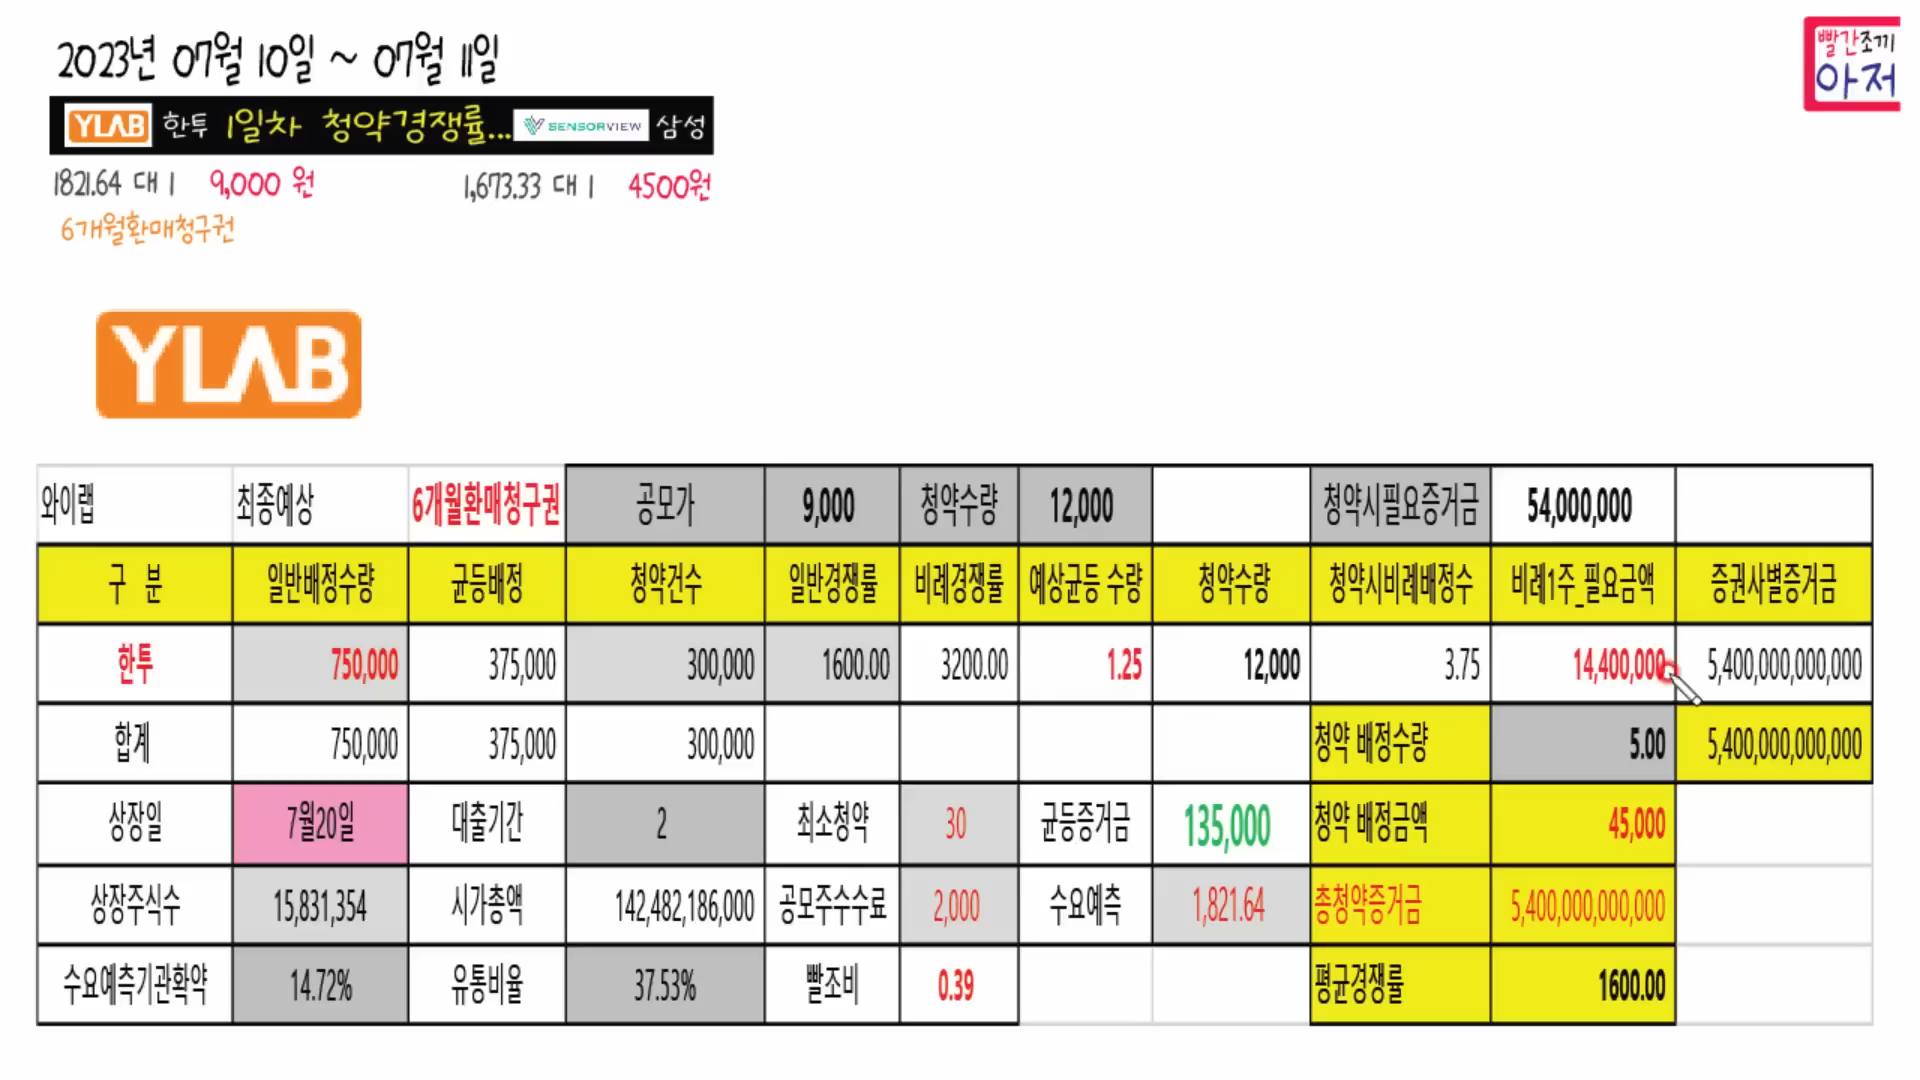 2023년 07월 10일 ~ 07월 11일
빨간조끼
아저
YLAB 한투 1일차 청약경쟁률... SENSORVIEW 삼성
1821.64 대 1 9,000 원 1,673.33 대 1 4500원
6개월환매청구권
YLAB
와이랩 최종예상 6개월환매청구권 공모가 9,000 청약수량 12,000 청약시필요증거금 54,000,000
구 분 일반배정수량 균등배정 청약건수 일반경쟁률 비례경쟁률 예상균등 수량 청약수량 청약시비례배정수 비례1주_필요금액 증권사별증거금
한투 750,000 375,000 300,000 1600.00 3200.00 1.25 12,000 3.75 14,400,000 5,400,000,000,000
합계 750,000 375,000 300,000 청약 배정수량 5.00 5,400,000,000,000
상장일 7월20일 대출기간 2 최소청약 30 균등증거금 135,000 청약 배정금액 45,000
상장주식수 15,831,354 시가총액 142,482,186,000 공모주수수료 2,000 수요예측 1,821.64 총청약증거금 5,400,000,000,000
수요예측기관확약 14.72% 유통비율 37.53% 빨조비 0.39 평균경쟁률 1600.00